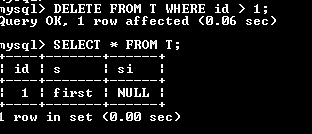 mysql> DELETE FROM T WHERE id > 1;
Query OK, 1 row affected (0.06 sec)
mysql> SELECT * FROM T;
+----+-------+------+
| id | s     | si   |
+----+-------+------+
|  1 | first | NULL |
+----+-------+------+
1 row in set (0.00 sec)